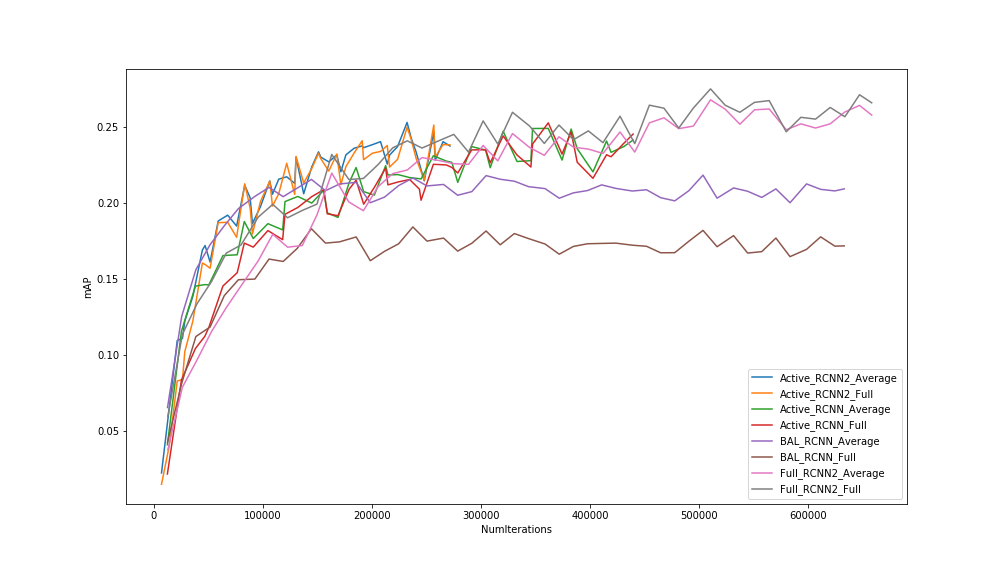 0.25
0.20
0.15
0.10
0.05
mAP
0
100000
200000
300000
400000
500000
600000
NumIterations
Active_RCNN2_Average
Active_RCNN2_Full
Active_RCNN_Average
Active_RCNN_Full
BAL_RCNN_Average
BAL_RCNN_Full
Full_RCNN2_Average
Full_RCNN2_Full